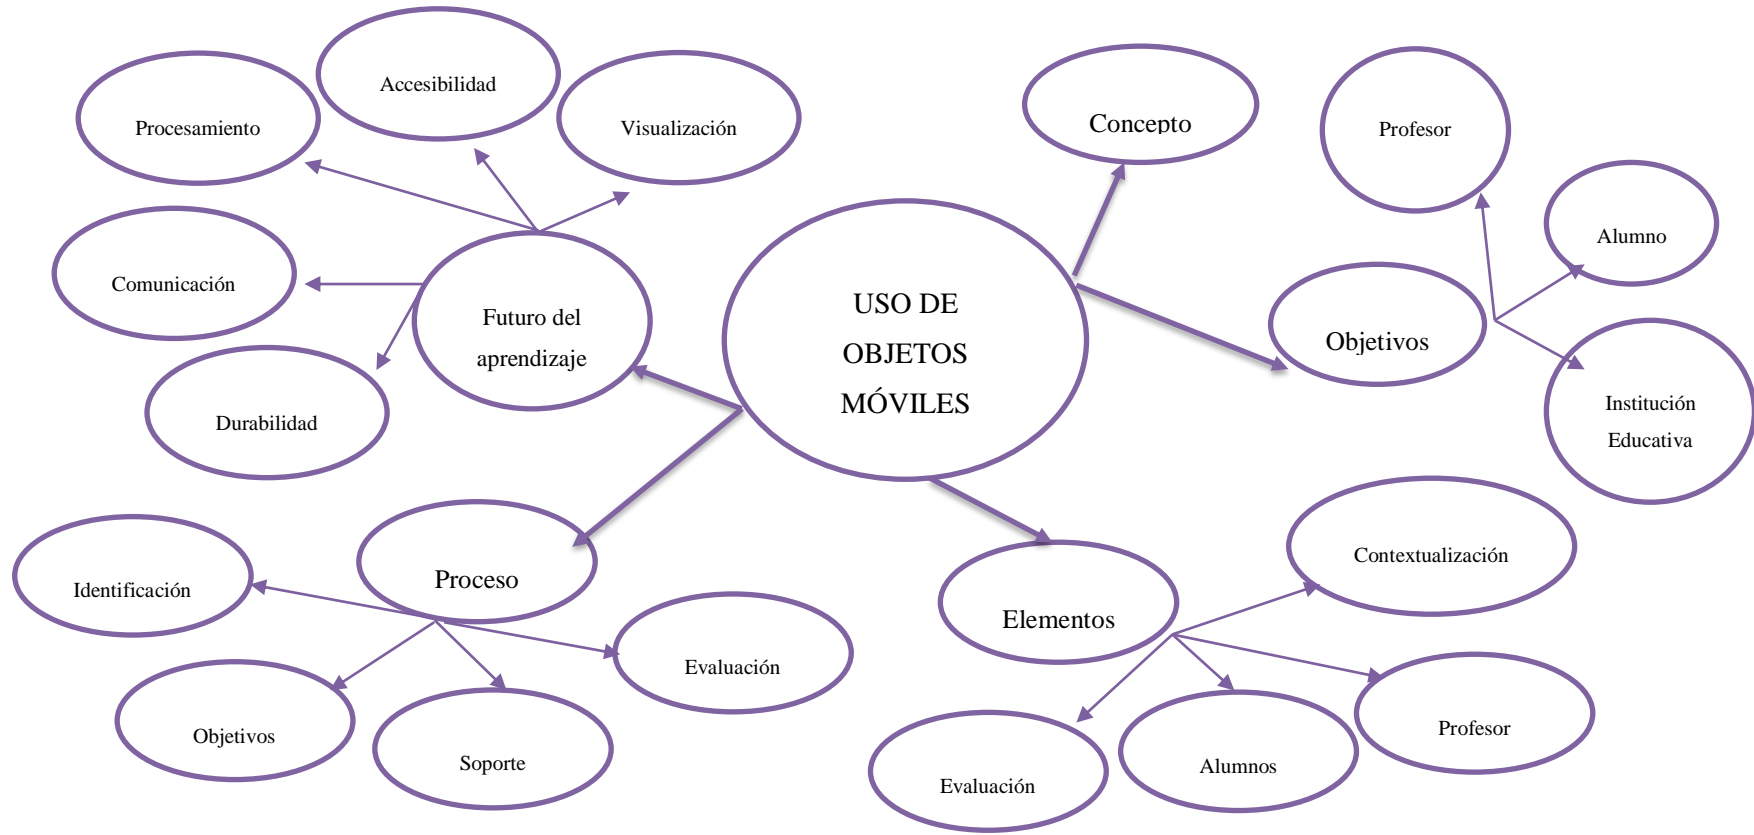 Accesibilidad
Procesamiento
Visualización
Concepto
Profesor
Alumno
Comunicación
Futuro del
aprendizaje
USO DE
OBJETOS
MÓVILES
Objetivos
Durabilidad
Institución
Educativa
Identificación
Proceso
Elementos
Contextualización
Evaluación
Objetivos
Soporte
Profesor
Evaluación
Alumnos